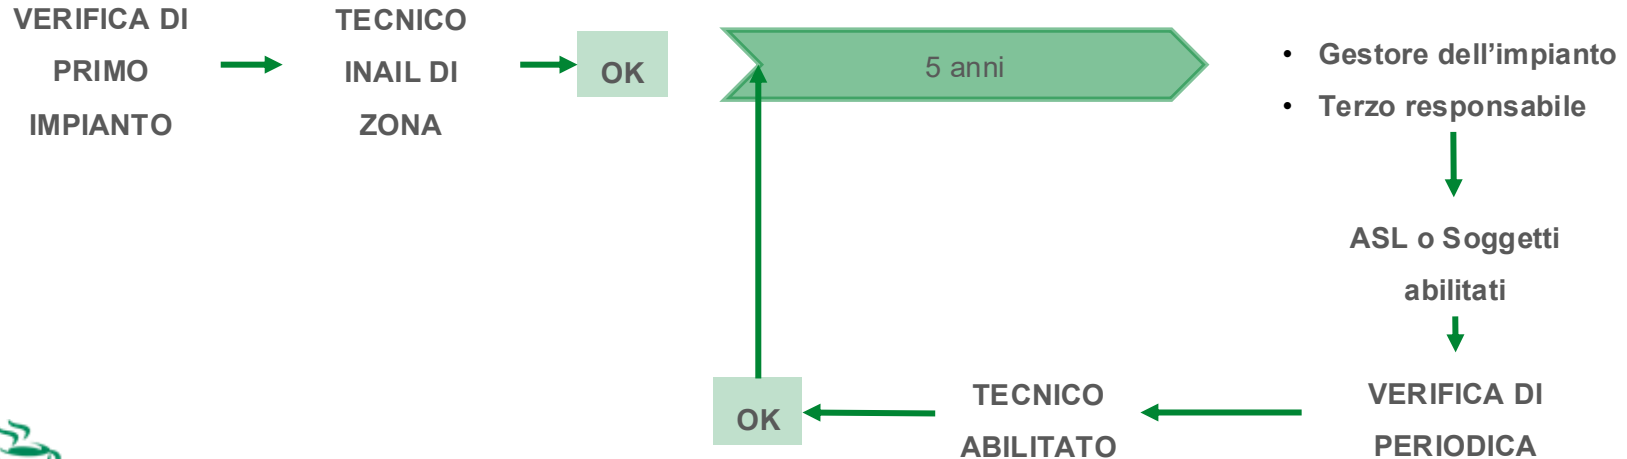 VERIFICA DI
PRIMO
IMPIANTO
TECNICO
INAIL DI
ZONA
OK
5 anni
• Gestore dell'impianto
• Terzo responsabile
ASL o Soggetti
abilitati
VERIFICA DI
PERIODICA
TECNICO
ABILITATO
OK